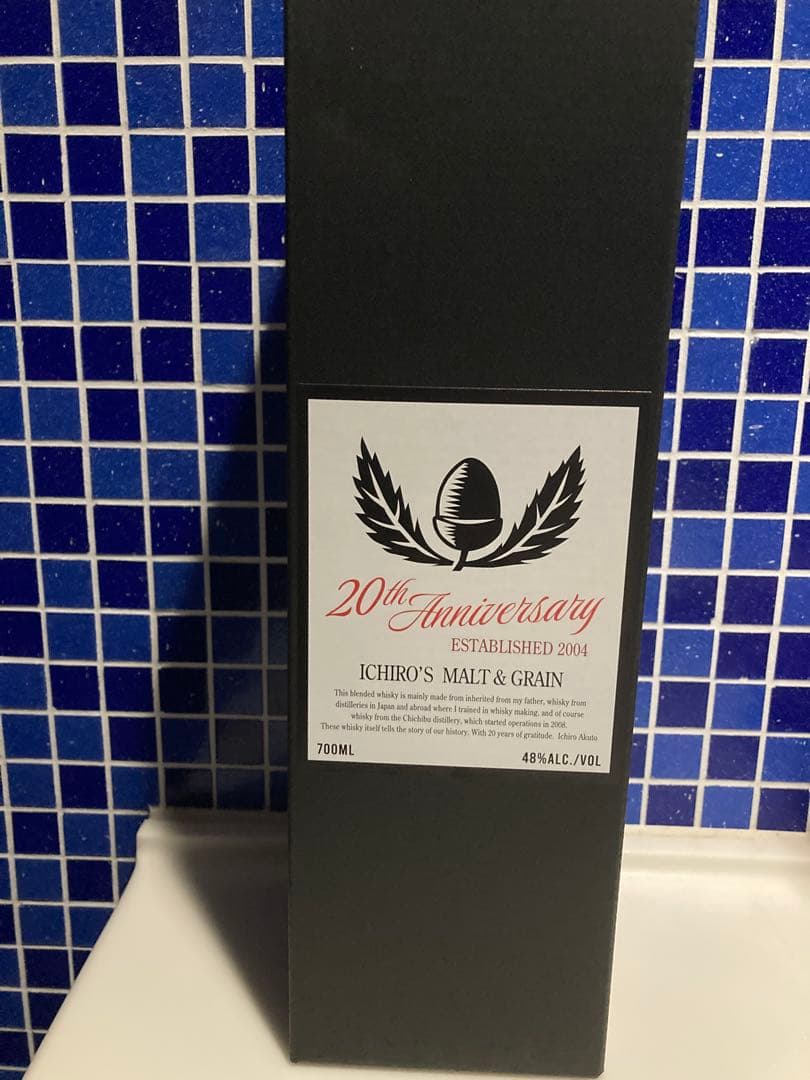 20th Anniversary
ESTABLISHED 2004
ICHIRO'S MALT & GRAIN
This blended whisky is mainly made from inherited from my father, whisky from
distilleries in Japan and abroad where I trained in whisky making, and of course
whisky from the Chichibu distillery, which started operations in 2008.
These whisky itself tells the story of our history. With 20 years of gratitude. Ichiro Akuto
700ML
48%ALC./VOL